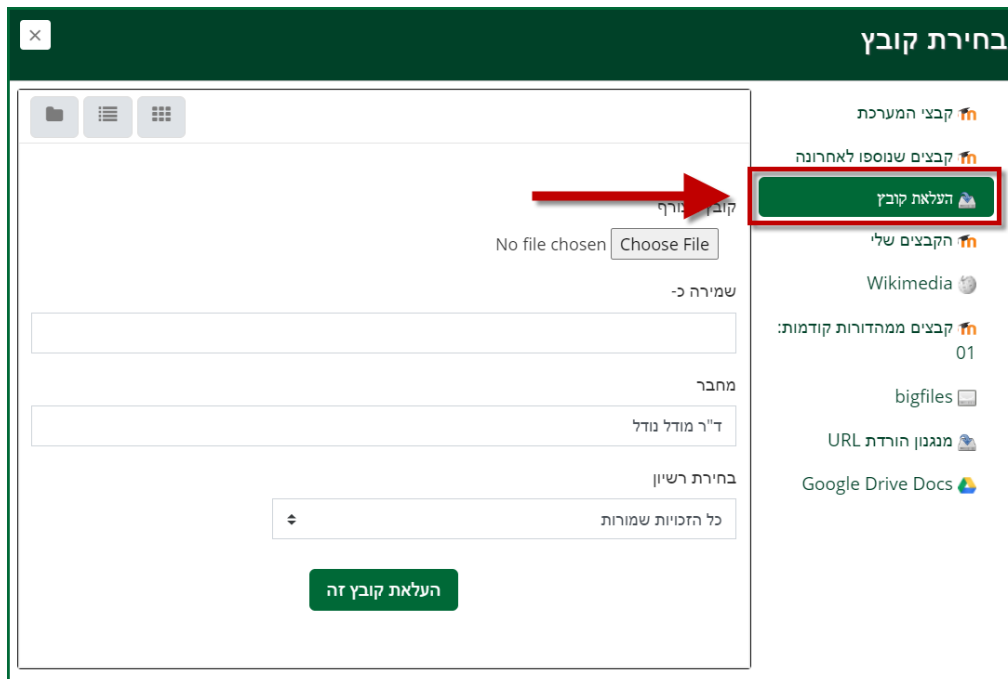 בחירת קובץ
קבצי המערכת
קבצים שנוספו לאחרונה
העלאת קובץ
הקבצים שלי
Wikimedia
קבצים ממהדורות קודמות:
01
bigfiles
מנגנון הורדת URL
Google Drive Docs
קובץ
Choose File No file chosen
שמירה כ-
מחבר
ד"ר מודל נודל
בחירת רשיון
כל הזכויות שמורות
העלאת קובץ זה